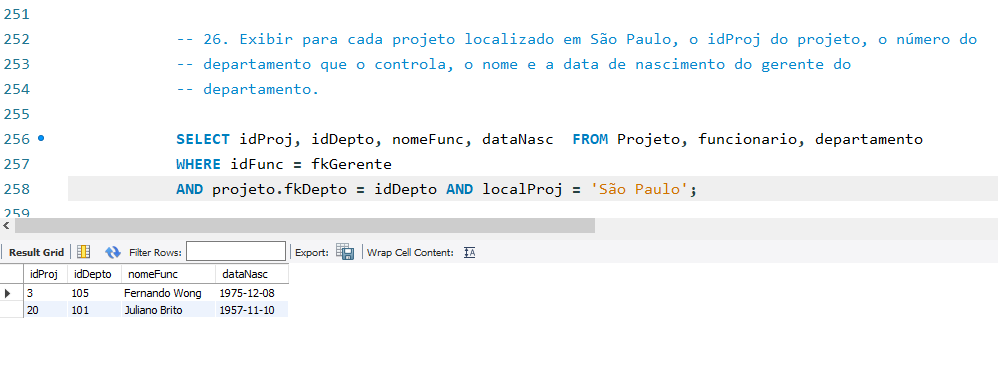 251
252 -- 26. Exibir para cada projeto localizado em São Paulo, o idProj do projeto, o número do
253 -- departamento que o controla, o nome e a data de nascimento do gerente do
254 -- departamento.
255
256 SELECT idProj, idDepto, nomeFunc, dataNasc FROM Projeto, funcionario, departamento
257 WHERE idFunc = fkGerente
258 AND projeto.fkDepto = idDepto AND localProj = 'São Paulo';
259
Result Grid Filter Rows: Export: Wrap Cell Content:
idProj idDepto nomeFunc dataNasc
3 105 Fernando Wong 1975-12-08
20 101 Juliano Brito 1957-11-10